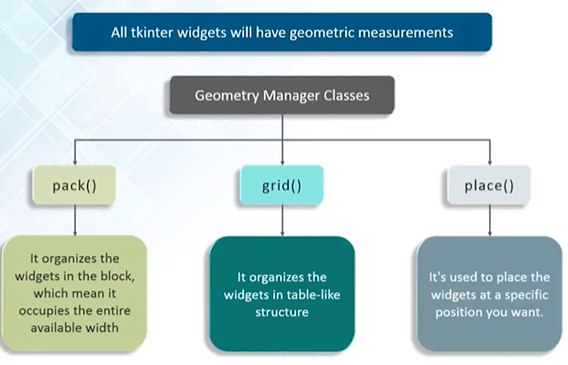 All tkinter widgets will have geometric measurements
Geometry Manager Classes
pack()
grid()
place()
It organizes the
widgets in the block,
which mean it
occupies the entire
available width
It organizes the
widgets in table-like
structure
It's used to place the
widgets at a specific
position you want.